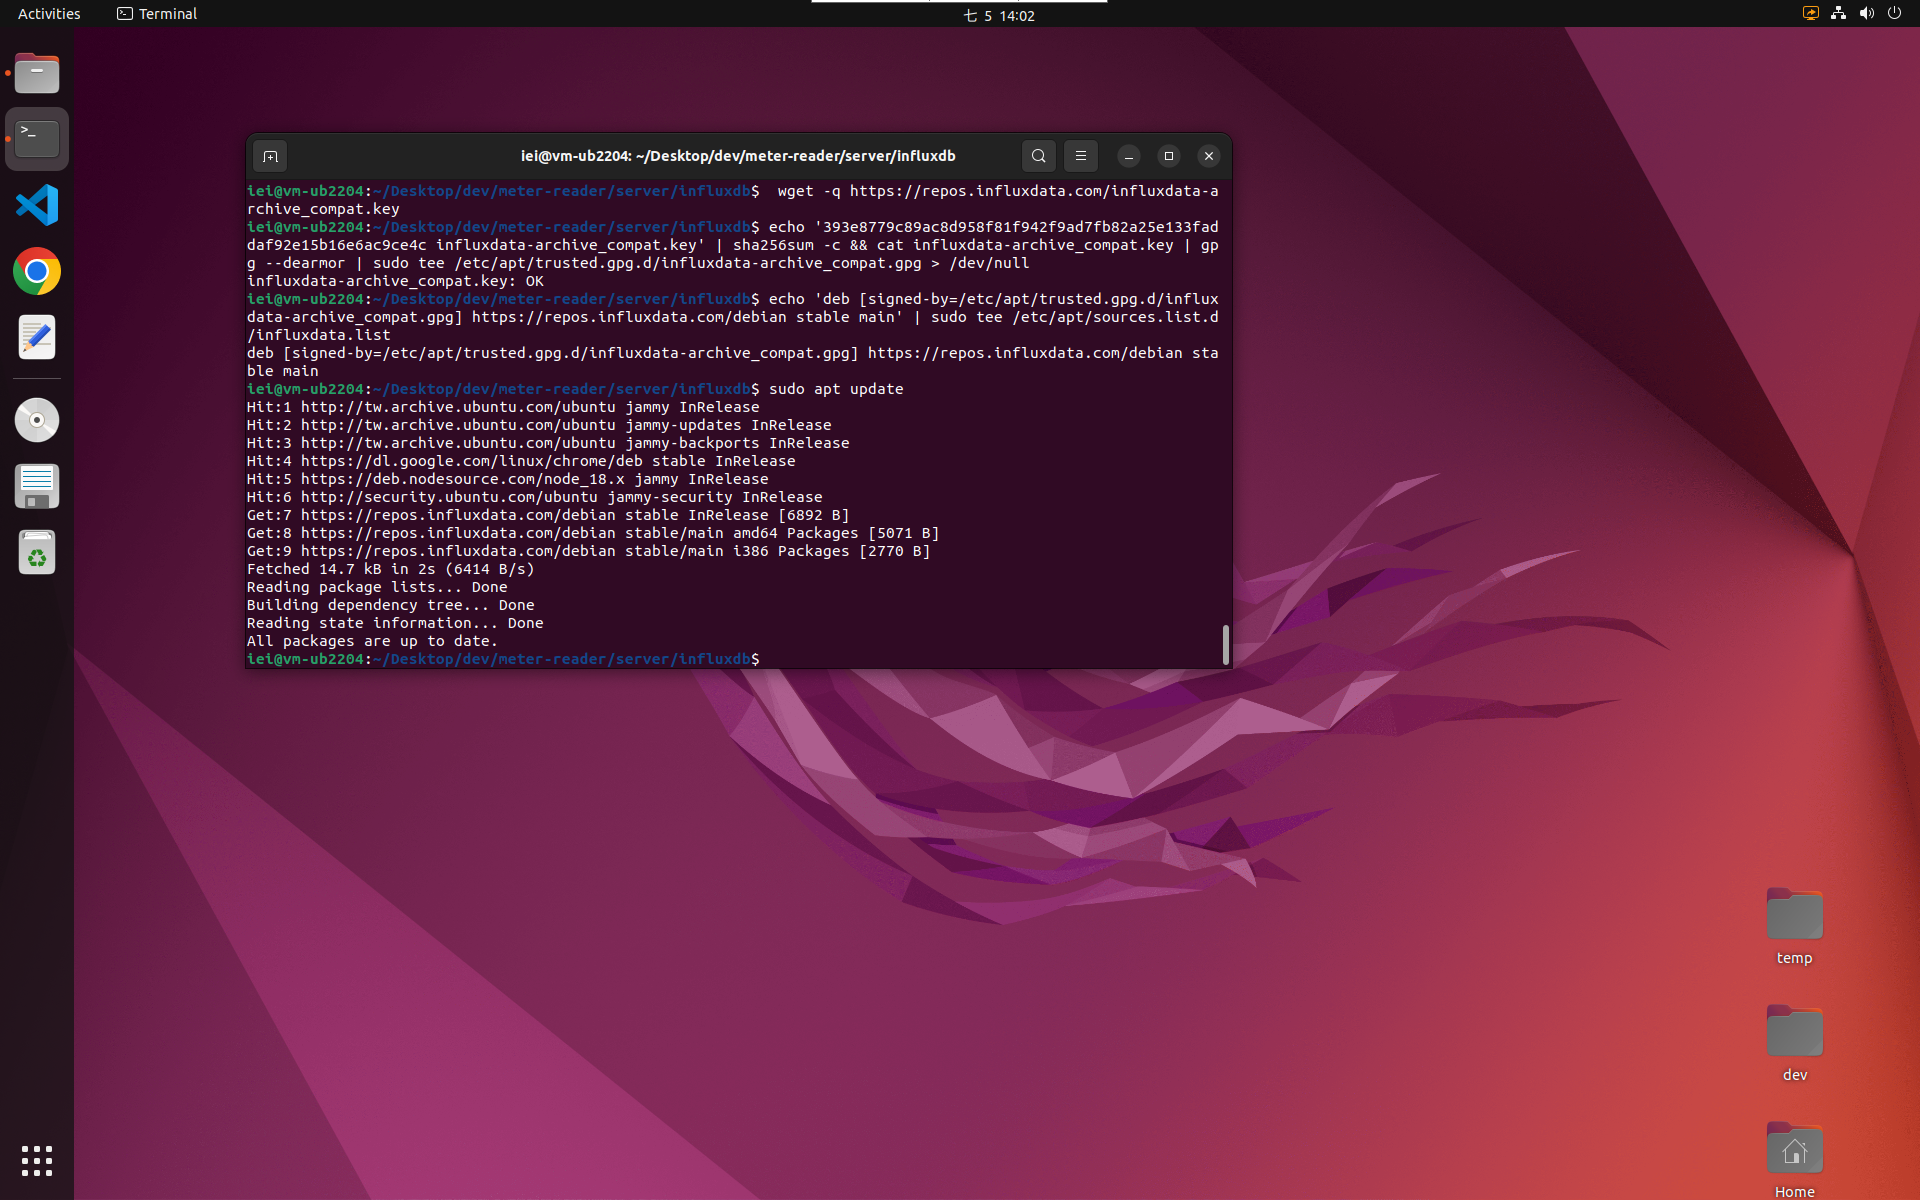 Activities
Terminal
七 5 14:02
iei@vm-ub2204: ~/Desktop/dev/meter-reader/server/influxdb
iei@vm-ub2204:~/Desktop/dev/meter-reader/server/influxdb$  wget -q https://repos.influxdata.com/influxdata-a
rchive_compat.key
iei@vm-ub2204:~/Desktop/dev/meter-reader/server/influxdb$ echo '393e8779c89ac8d958f81f942f9ad7fb82a25e133fad
daf92e15b16e6ac9ce4c influxdata-archive_compat.key' | sha256sum -c && cat influxdata-archive_compat.key | gp
g --dearmor | sudo tee /etc/apt/trusted.gpg.d/influxdata-archive_compat.gpg > /dev/null
influxdata-archive_compat.key: OK
iei@vm-ub2204:~/Desktop/dev/meter-reader/server/influxdb$ echo 'deb [signed-by=/etc/apt/trusted.gpg.d/influx
data-archive_compat.gpg] https://repos.influxdata.com/debian stable main' | sudo tee /etc/apt/sources.list.d
/influxdata.list
deb [signed-by=/etc/apt/trusted.gpg.d/influxdata-archive_compat.gpg] https://repos.influxdata.com/debian sta
ble main
iei@vm-ub2204:~/Desktop/dev/meter-reader/server/influxdb$ sudo apt update
Hit:1 http://tw.archive.ubuntu.com/ubuntu jammy InRelease
Hit:2 http://tw.archive.ubuntu.com/ubuntu jammy-updates InRelease
Hit:3 http://tw.archive.ubuntu.com/ubuntu jammy-backports InRelease
Hit:4 https://dl.google.com/linux/chrome/deb stable InRelease
Hit:5 https://deb.nodesource.com/node_18.x jammy InRelease
Hit:6 http://security.ubuntu.com/ubuntu jammy-security InRelease
Get:7 https://repos.influxdata.com/debian stable InRelease [6892 B]
Get:8 https://repos.influxdata.com/debian stable/main amd64 Packages [5071 B]
Get:9 https://repos.influxdata.com/debian stable/main i386 Packages [2770 B]
Fetched 14.7 kB in 2s (6414 B/s)
Reading package lists... Done
Building dependency tree... Done
Reading state information... Done
All packages are up to date.
iei@vm-ub2204:~/Desktop/dev/meter-reader/server/influxdb$
temp
dev
Home